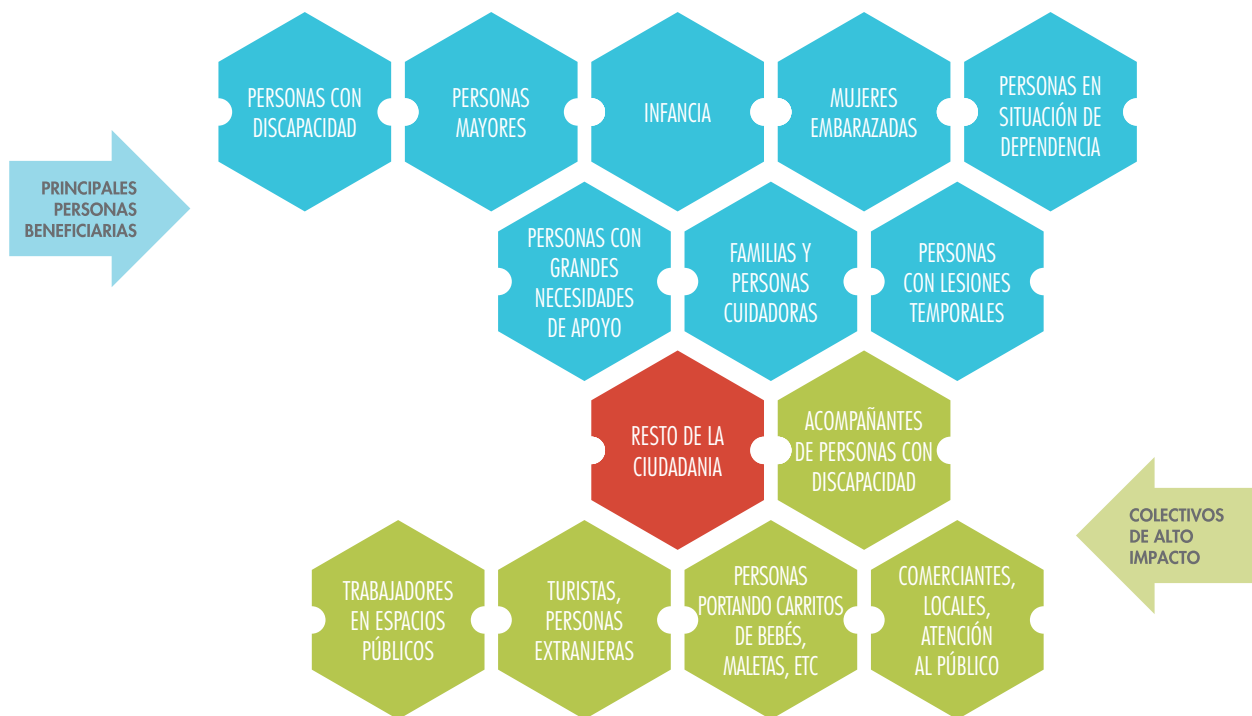 PERSONAS CON
DISCAPACIDAD
PERSONAS
MAYORES
INFANCIA
MUJERES
EMBARAZADAS
PERSONAS EN
SITUACIÓN DE
DEPENDENCIA
PRINCIPALES
PERSONAS
BENEFICIARIAS
PERSONAS CON
GRANDES
NECESIDADES
DE APOYO
FAMILIAS Y
PERSONAS
CUIDADORAS
PERSONAS
CON LESIONES
TEMPORALES
RESTO DE LA
CIUDADANIA
ACOMPAÑANTES
DE PERSONAS CON
DISCAPACIDAD
COLECTIVOS
DE ALTO
IMPACTO
TRABAJADORES
EN ESPACIOS
PÚBLICOS
TURISTAS,
PERSONAS
EXTRANJERAS
PERSONAS
PORTANDO CARRITOS
DE BEBÉS,
MALETAS, ETC
COMERCIANTES,
LOCALES,
ATENCIÓN
AL PÚBLICO